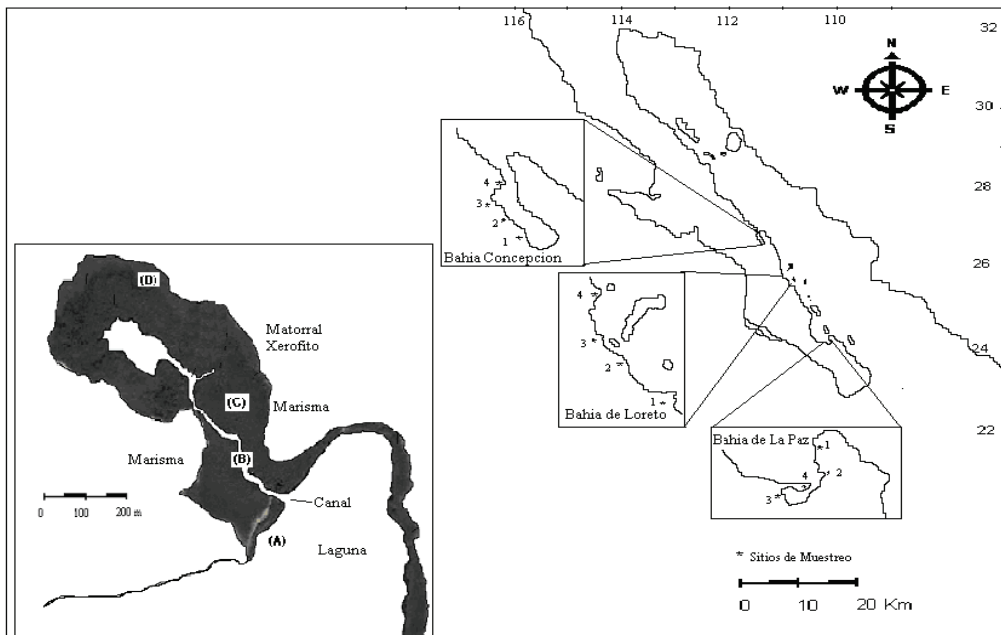 116
114
112
110
32
30
28
26
24
22
N
W
E
S
4
3
2
1
Bahia Concepcion
4
3
2
1
Bahia de Loreto
Bahia de La Paz
1
2
4
3
* Sitios de Muestreo
0 10 20 Km
(D)
Matorral
Xerofito
(C)
Marisma
(B)
Marisma
Canal
0 100 200 m
(A)
Laguna